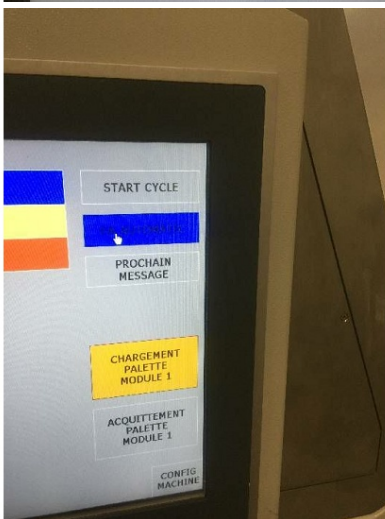 START CYCLE
PROCHAIN
MESSAGE
CHARGEMENT
PALETTE
MODULE 1
ACQUITTEMENT
PALETTE
MODULE 1
CONFIG
MACHINE